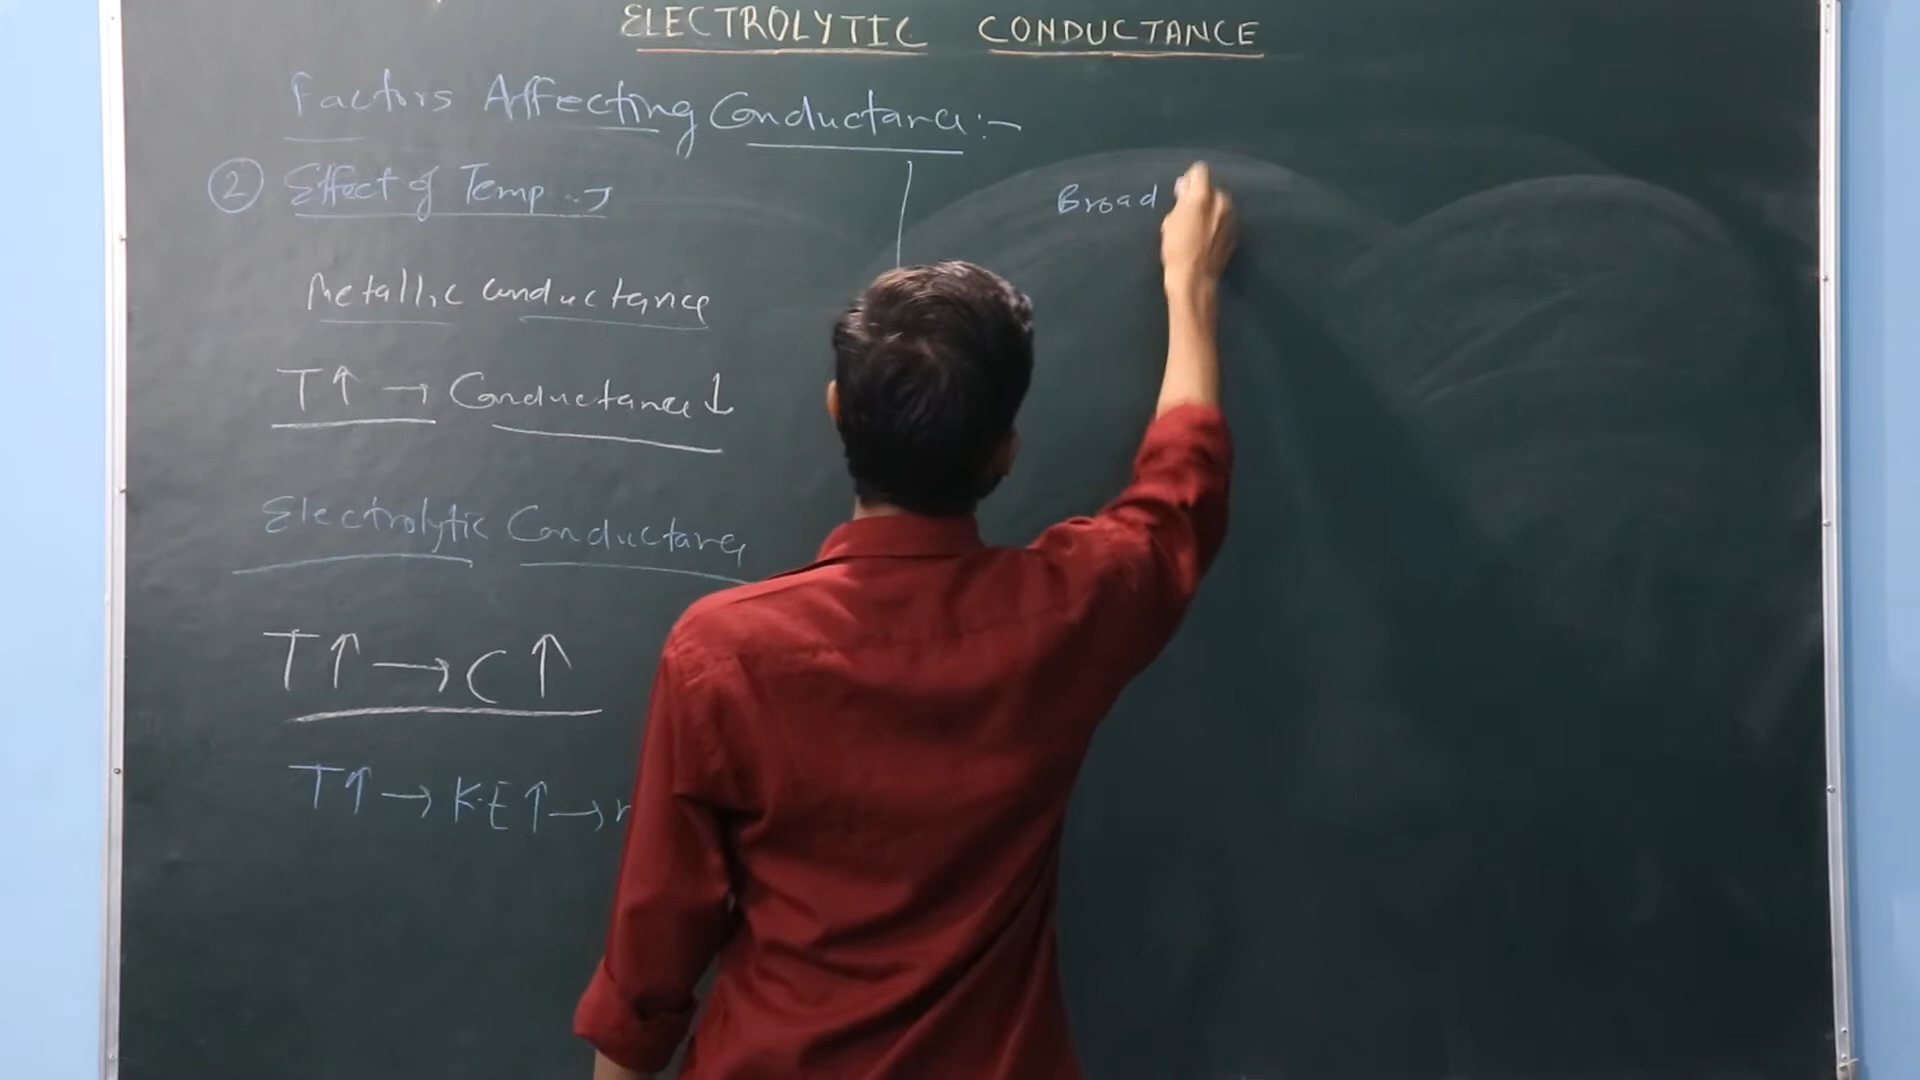 ELECTROLYTIC CONDUCTANCE
Factors Affecting Conductance:-
② Effect of Temp.→
Metallic conductance
T↑ → Conductance↓
Electrolytic Conductance
T↑ → C↑
T↑ → K.E↑ →
Broad